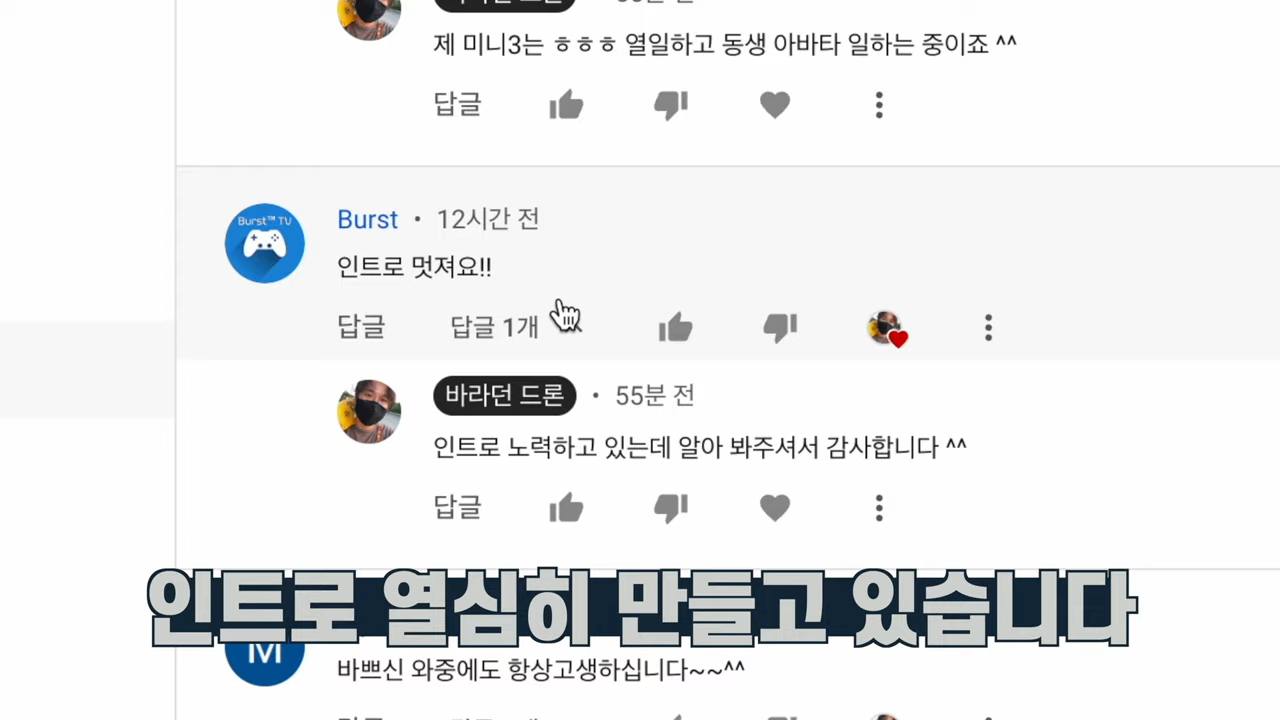 제 미니3는 ㅎㅎㅎ 열일하고 동생 아바타 일하는 중이죠 ^^
답글
Burst™ TV
Burst • 12시간 전
인트로 멋져요!!
답글 답글 1개
바라던 드론 • 55분 전
인트로 노력하고 있는데 알아 봐주셔서 감사합니다 ^^
답글
인트로 열심히 만들고 있습니다
바쁘신 와중에도 항상고생하십니다~~^^